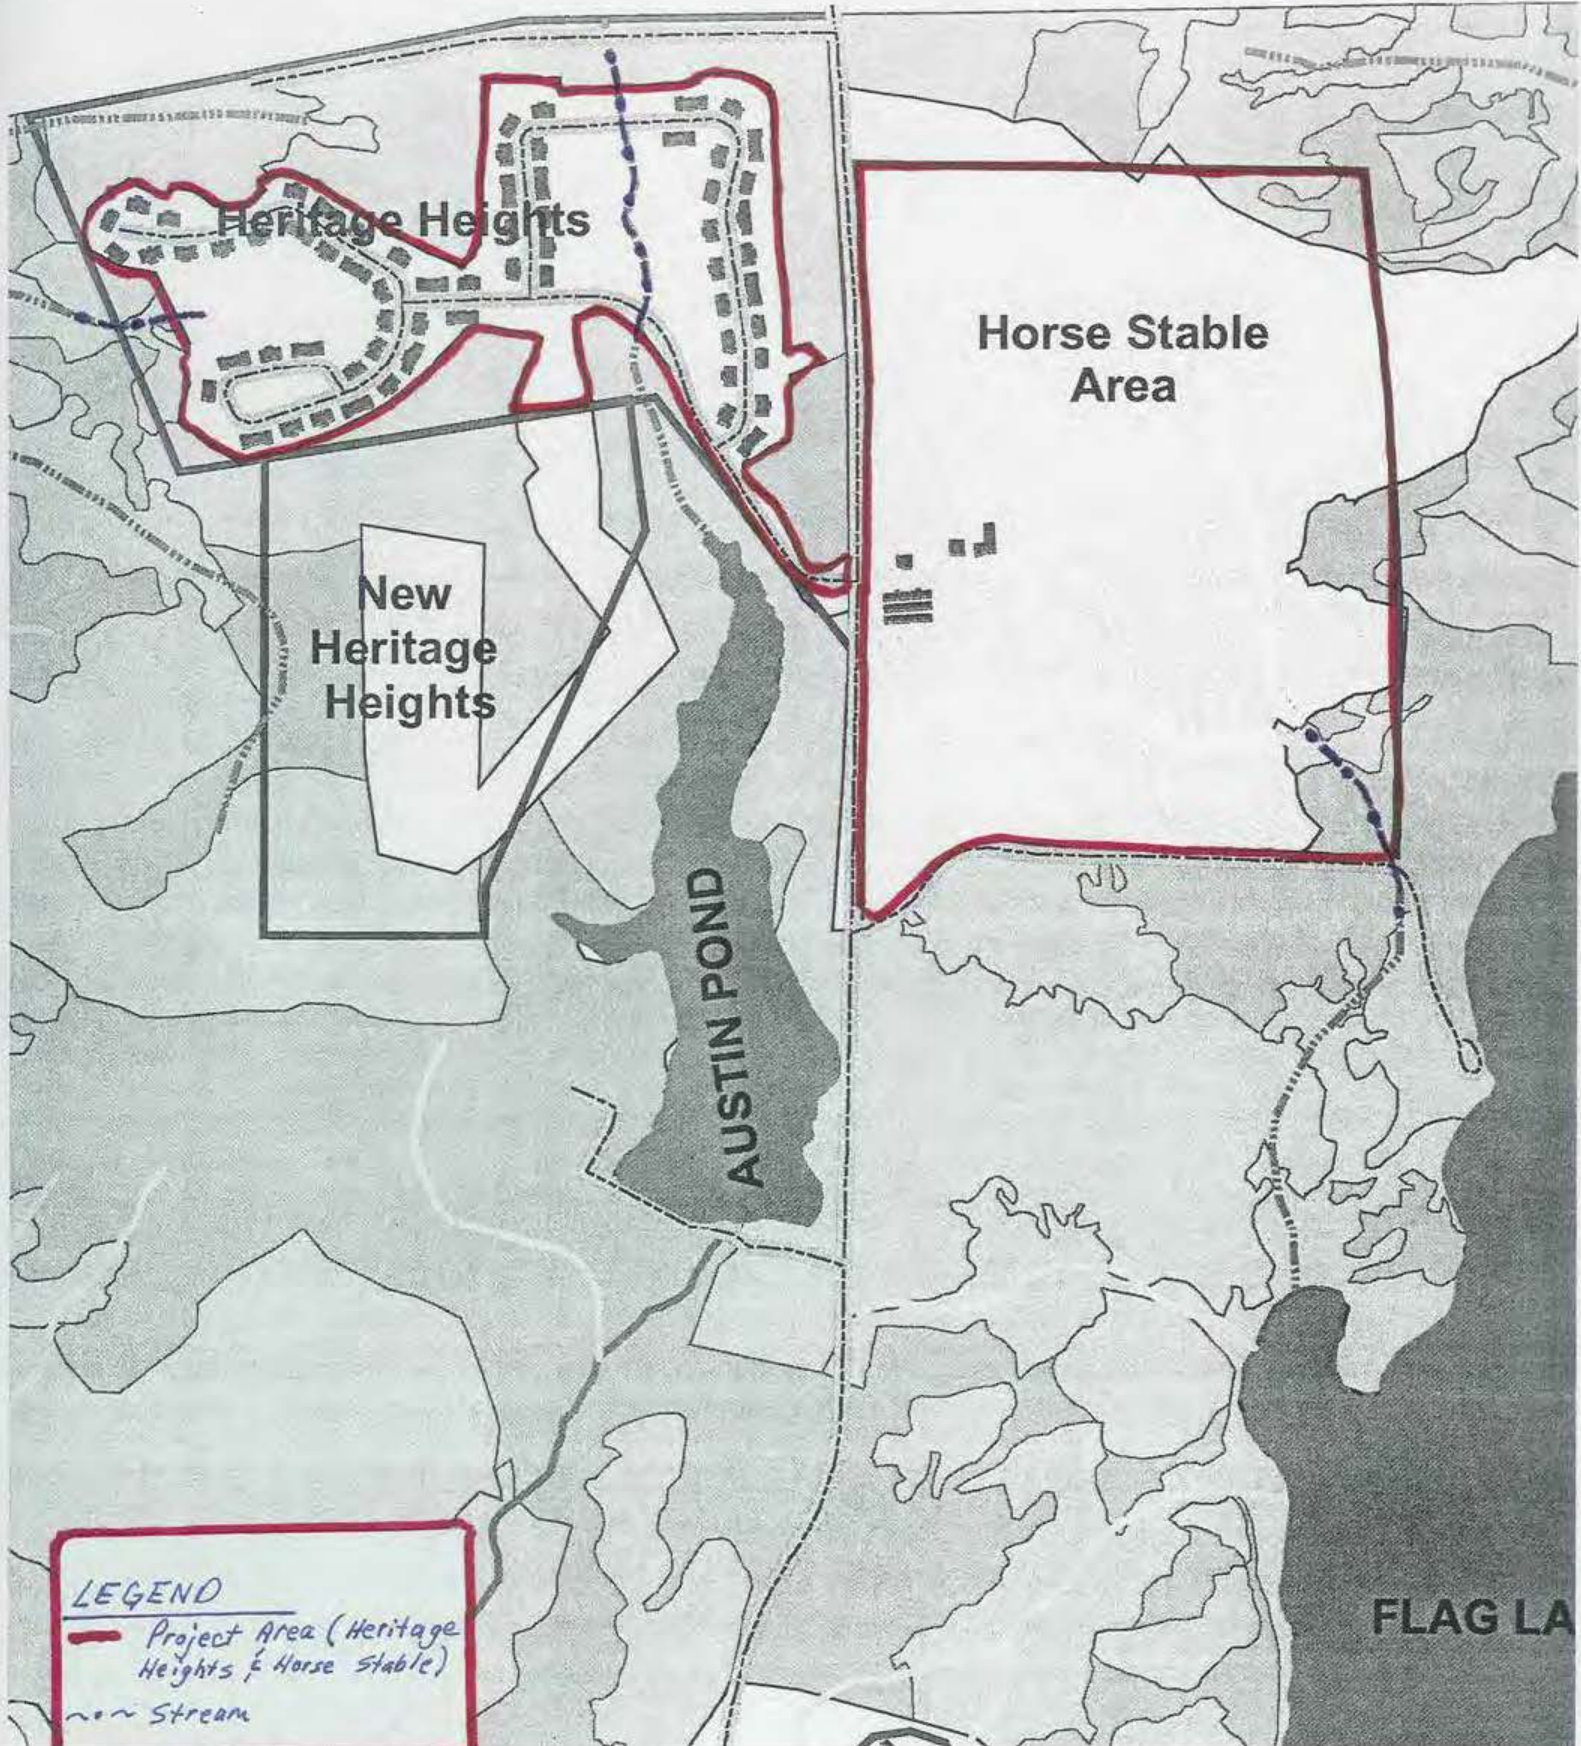 Heritage Heights
Horse Stable
Area
New
Heritage
Heights
AUSTIN POND
FLAG LA
LEGEND
Project Area (Heritage
Heights & Horse Stable)
Stream